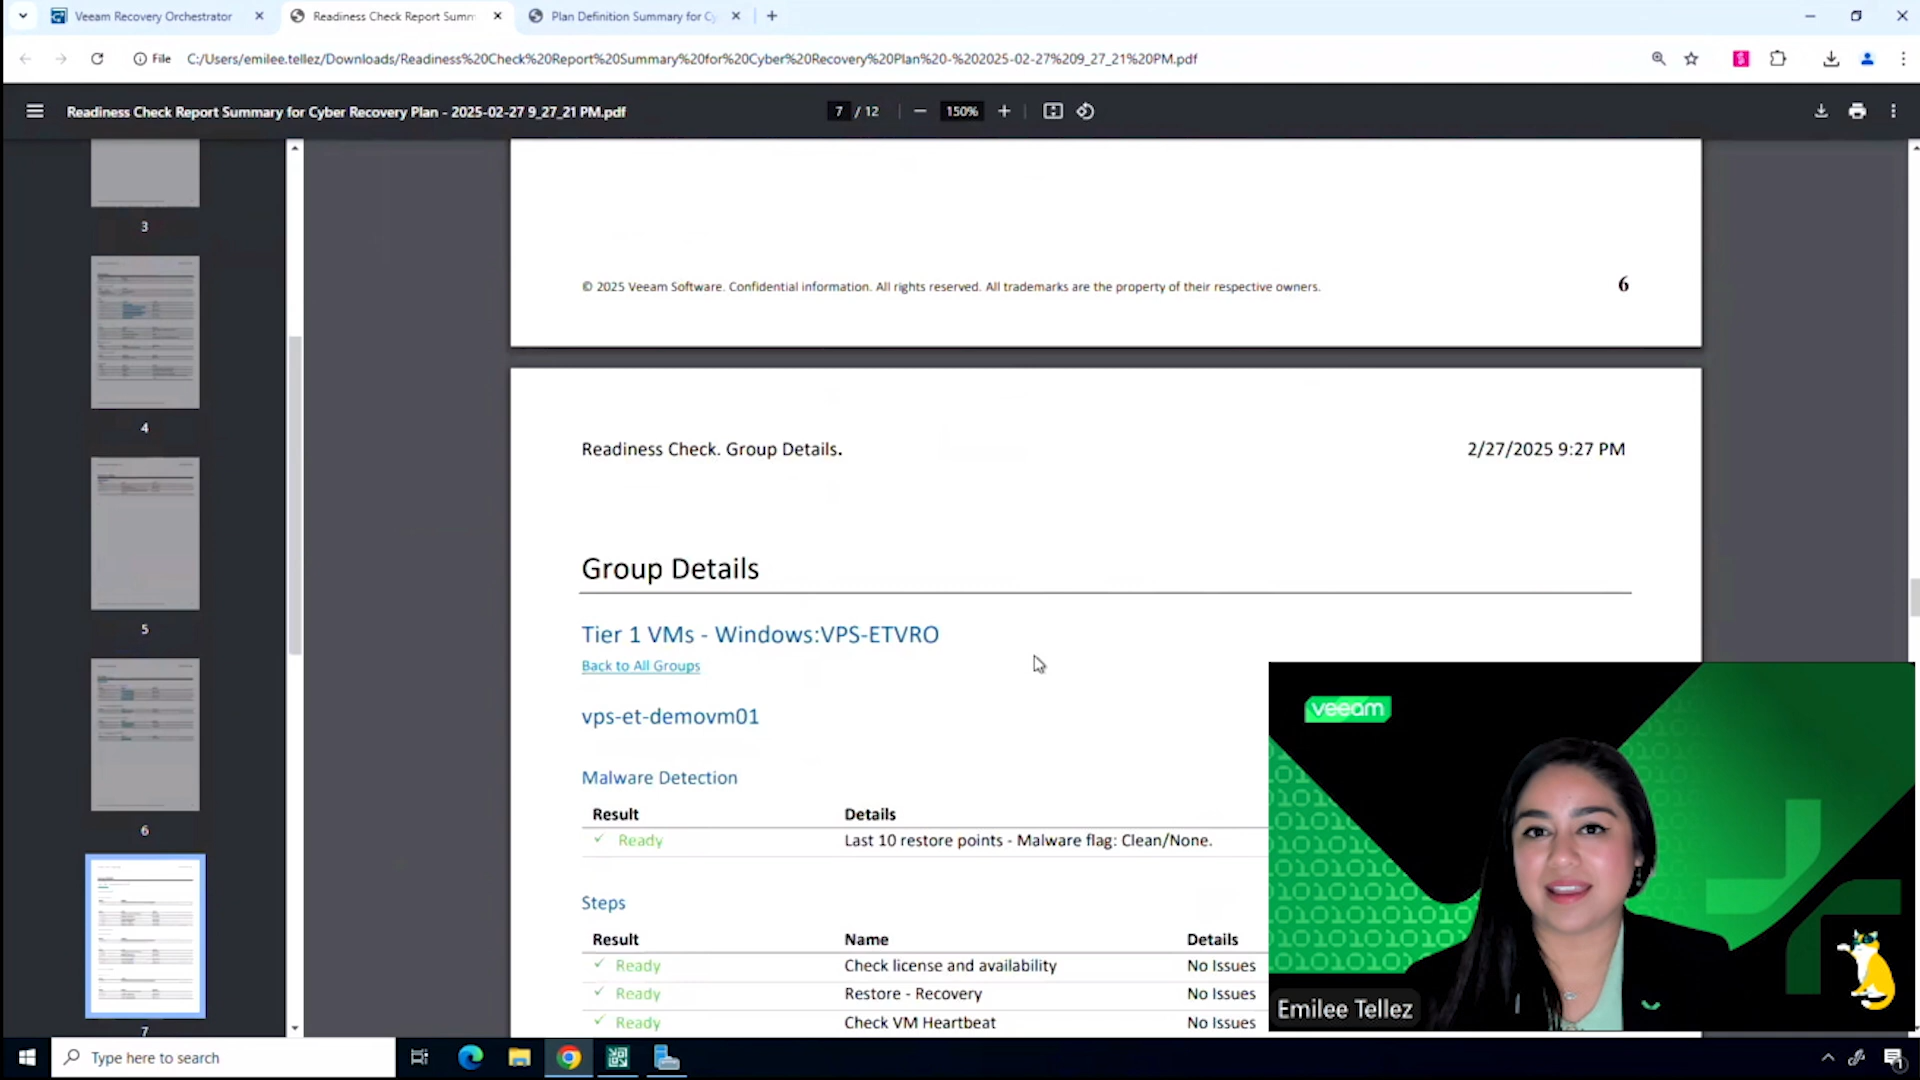 Veeam Recovery Orchestrator
Readiness Check Report Summ
Plan Definition Summary for Cy
File
C:/Users/emilee.tellez/Downloads/Readiness%20Check%20Report%20Summary%20for%20Cyber%20Recovery%20Plan%20-%202025-02-27%209_27_21%20PM.pdf
Readiness Check Report Summary for Cyber Recovery Plan - 2025-02-27 9_27_21 PM.pdf
7 / 12
150%
3
4
5
6
7
© 2025 Veeam Software. Confidential information. All rights reserved. All trademarks are the property of their respective owners.
6
Readiness Check. Group Details.
2/27/2025 9:27 PM
Group Details
Tier 1 VMs - Windows:VPS-ETVRO
Back to All Groups
vps-et-demovm01
Malware Detection
Result Details
✓ Ready Last 10 restore points - Malware flag: Clean/None.
Steps
Result Name Details
✓ Ready Check license and availability No Issues
✓ Ready Restore - Recovery No Issues
✓ Ready Check VM Heartbeat No Issues
veeam
Emilee Tellez
Type here to search